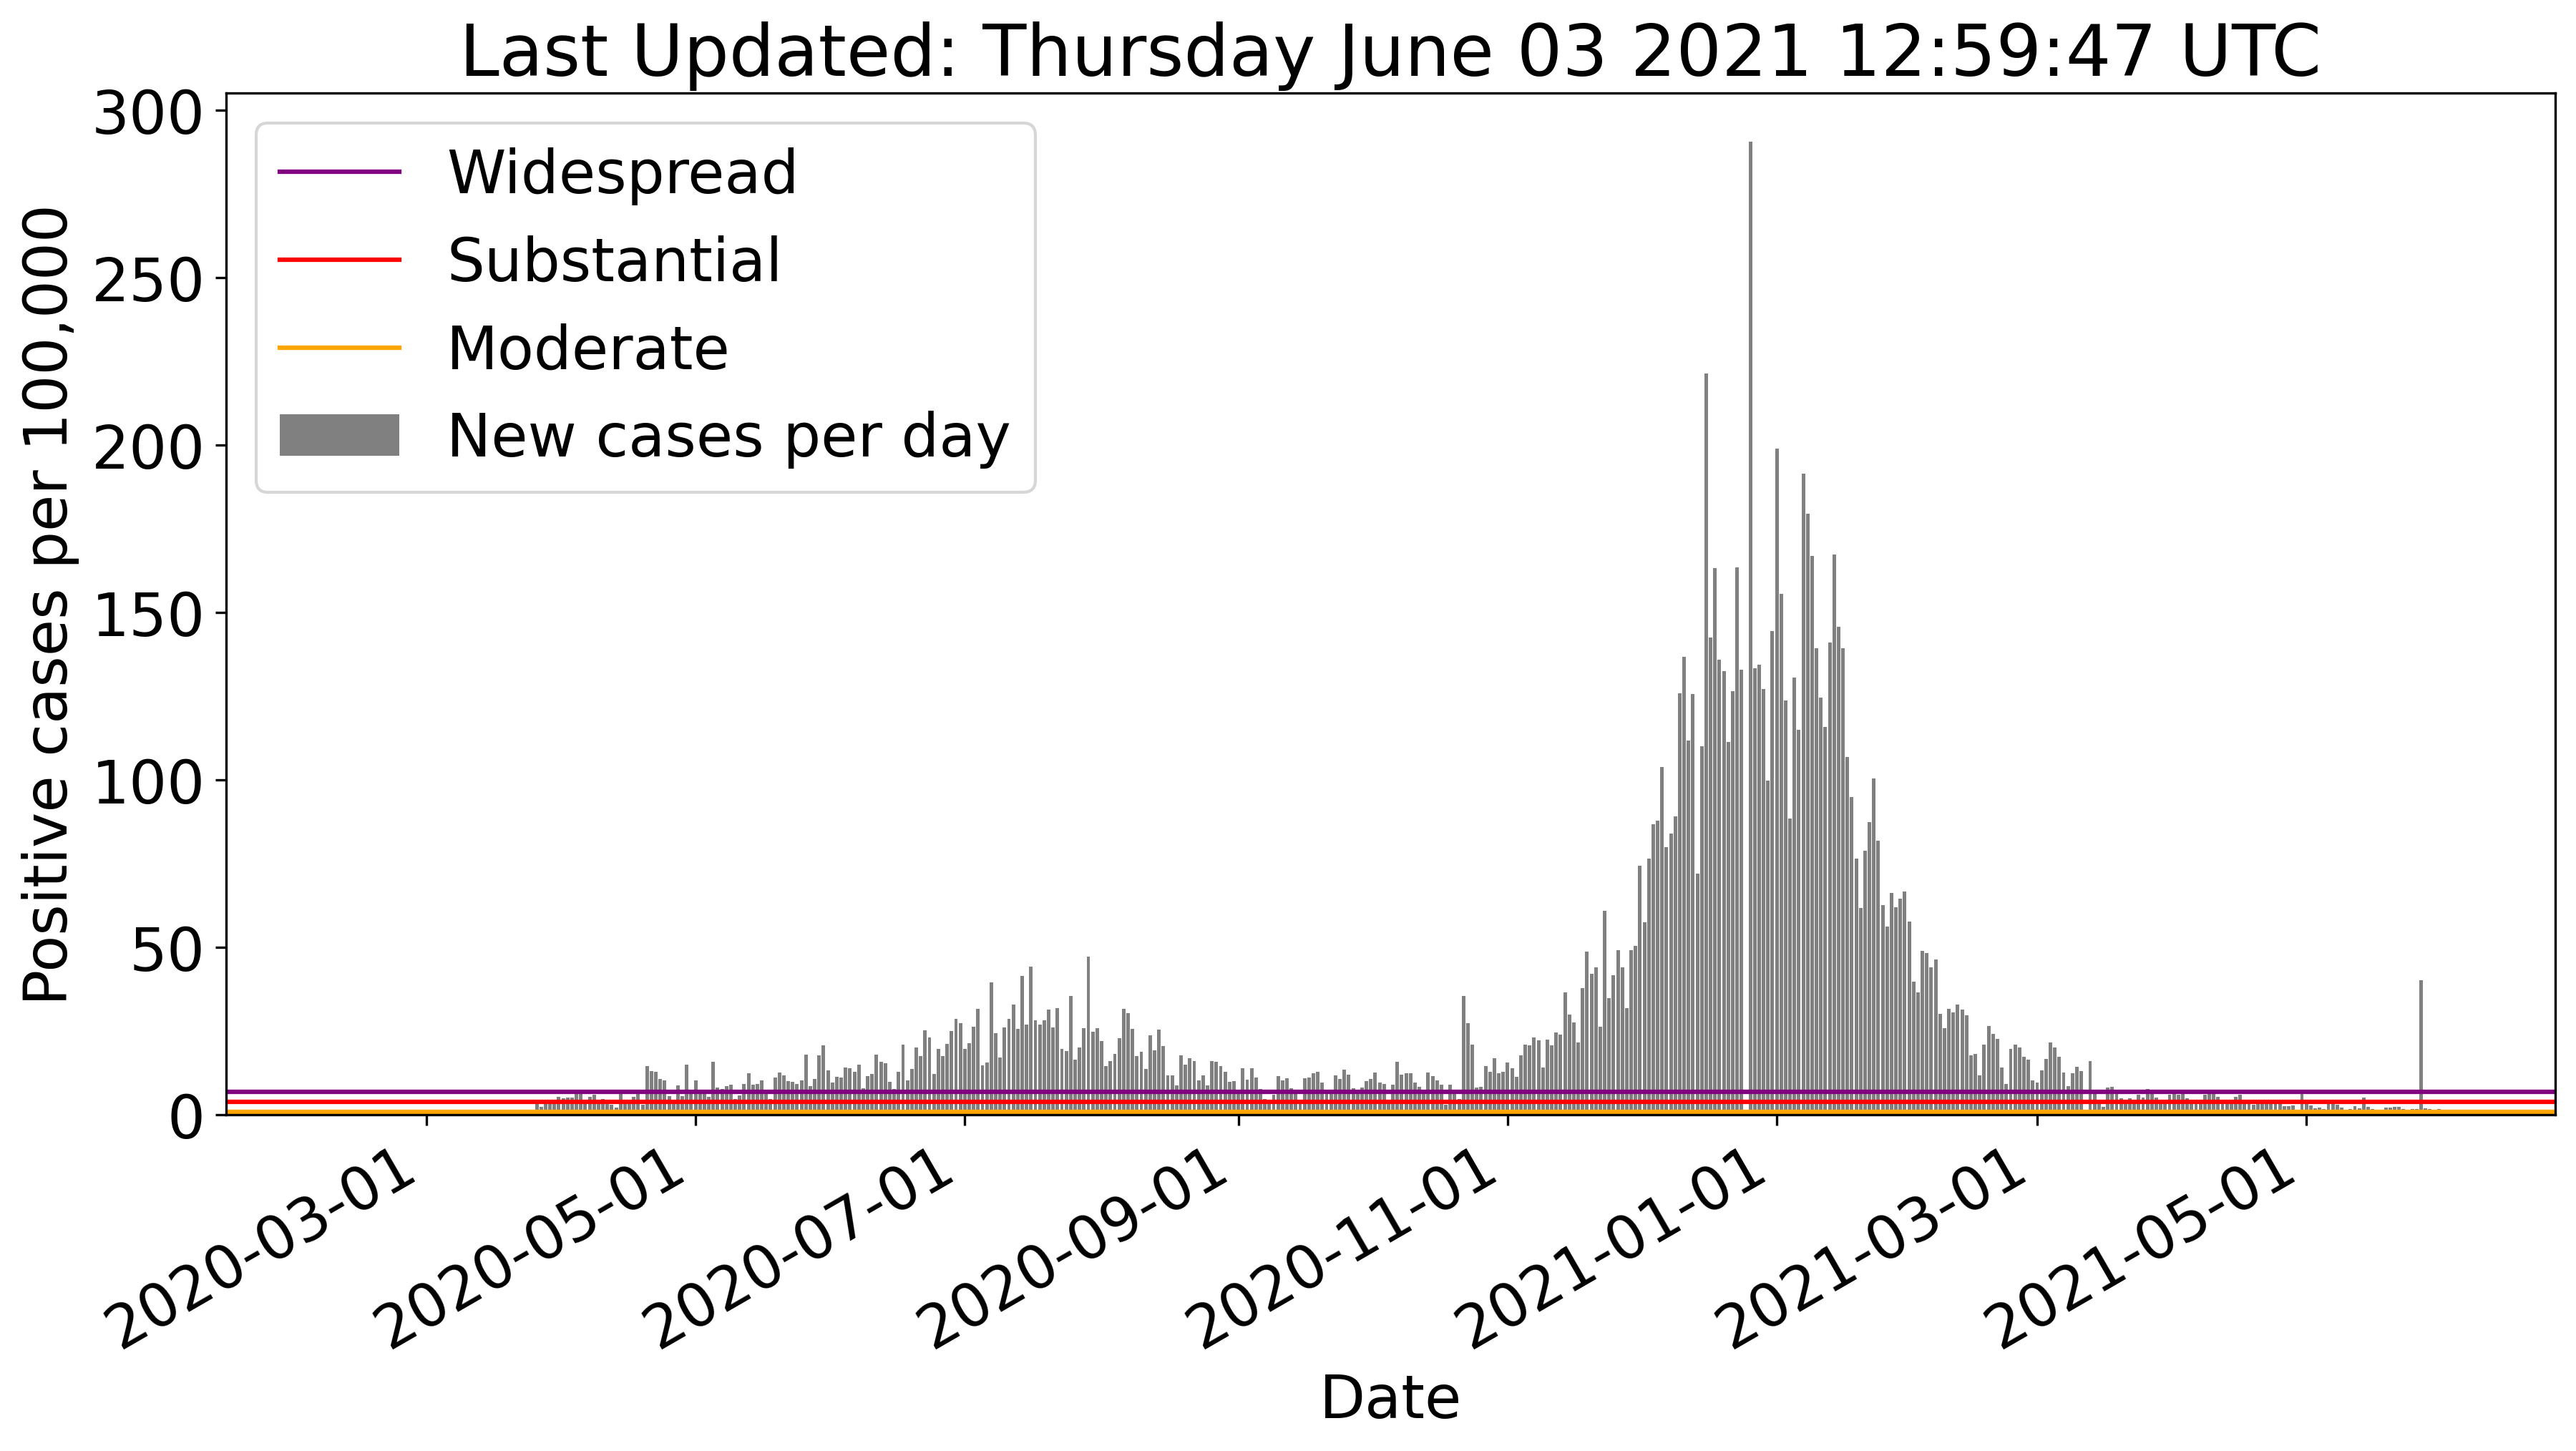 Last Updated: Thursday June 03 2021 12:59:47 UTC
300
250
200
150
100
50
0
Positive cases per 100,000
Widespread
Substantial
Moderate
New cases per day
2020-03-01
2020-05-01
2020-07-01
2020-09-01
2020-11-01
2021-01-01
2021-03-01
2021-05-01
Date